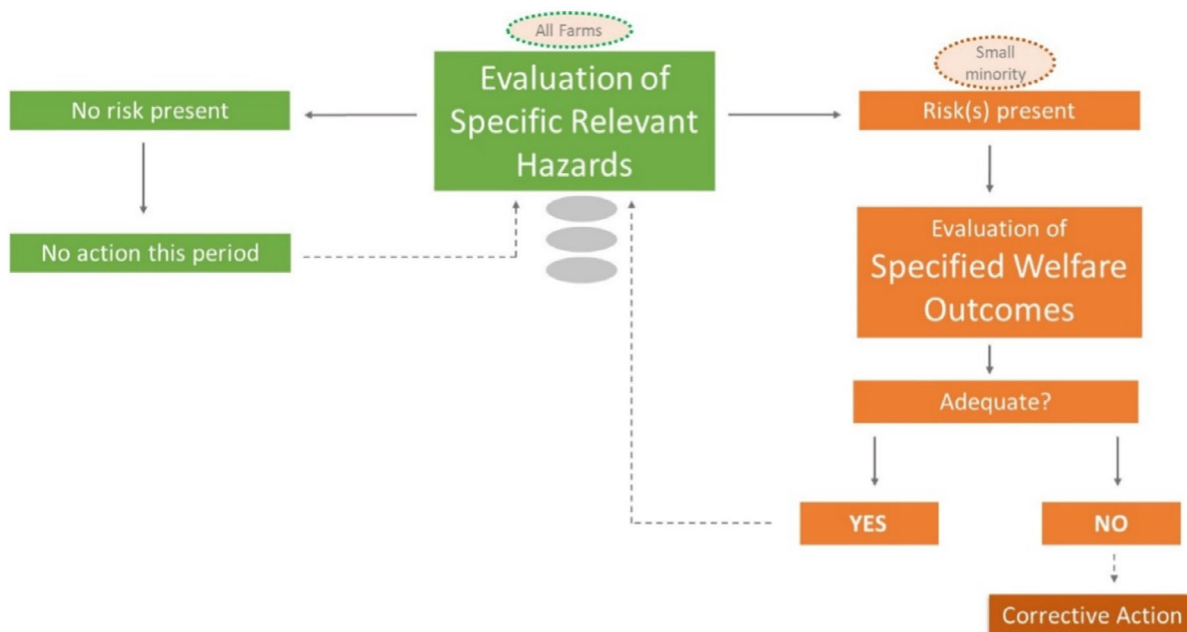 All Farms
Evaluation of
Specific Relevant
Hazards
Small
minority
No risk present
Risk(s) present
No action this period
Evaluation of
Specified Welfare
Outcomes
Adequate?
YES
NO
Corrective Action